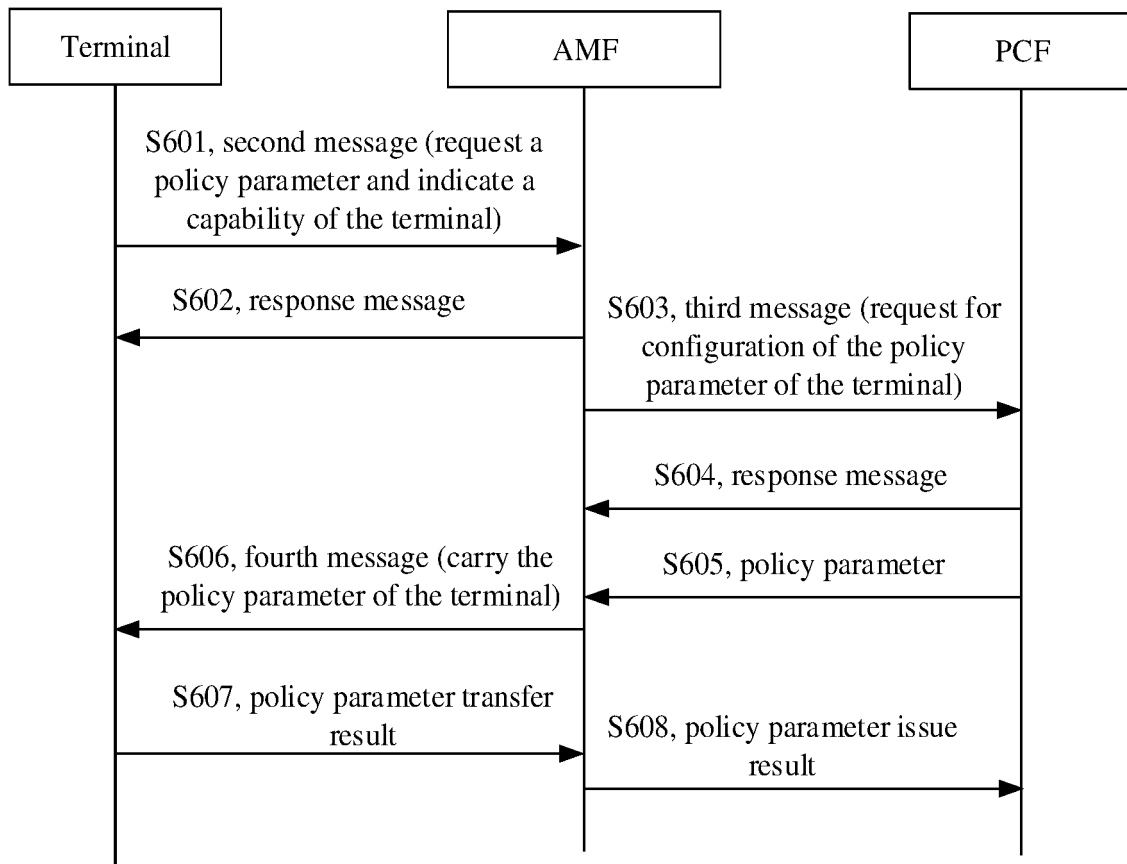 Terminal
AMF
PCF
S601, second message (request a
policy parameter and indicate a
capability of the terminal)
S602, response message
S603, third message (request for
configuration of the policy
parameter of the terminal)
S604, response message
S605, policy parameter
S606, fourth message (carry the
policy parameter of the terminal)
S607, policy parameter transfer
result
S608, policy parameter issue
result